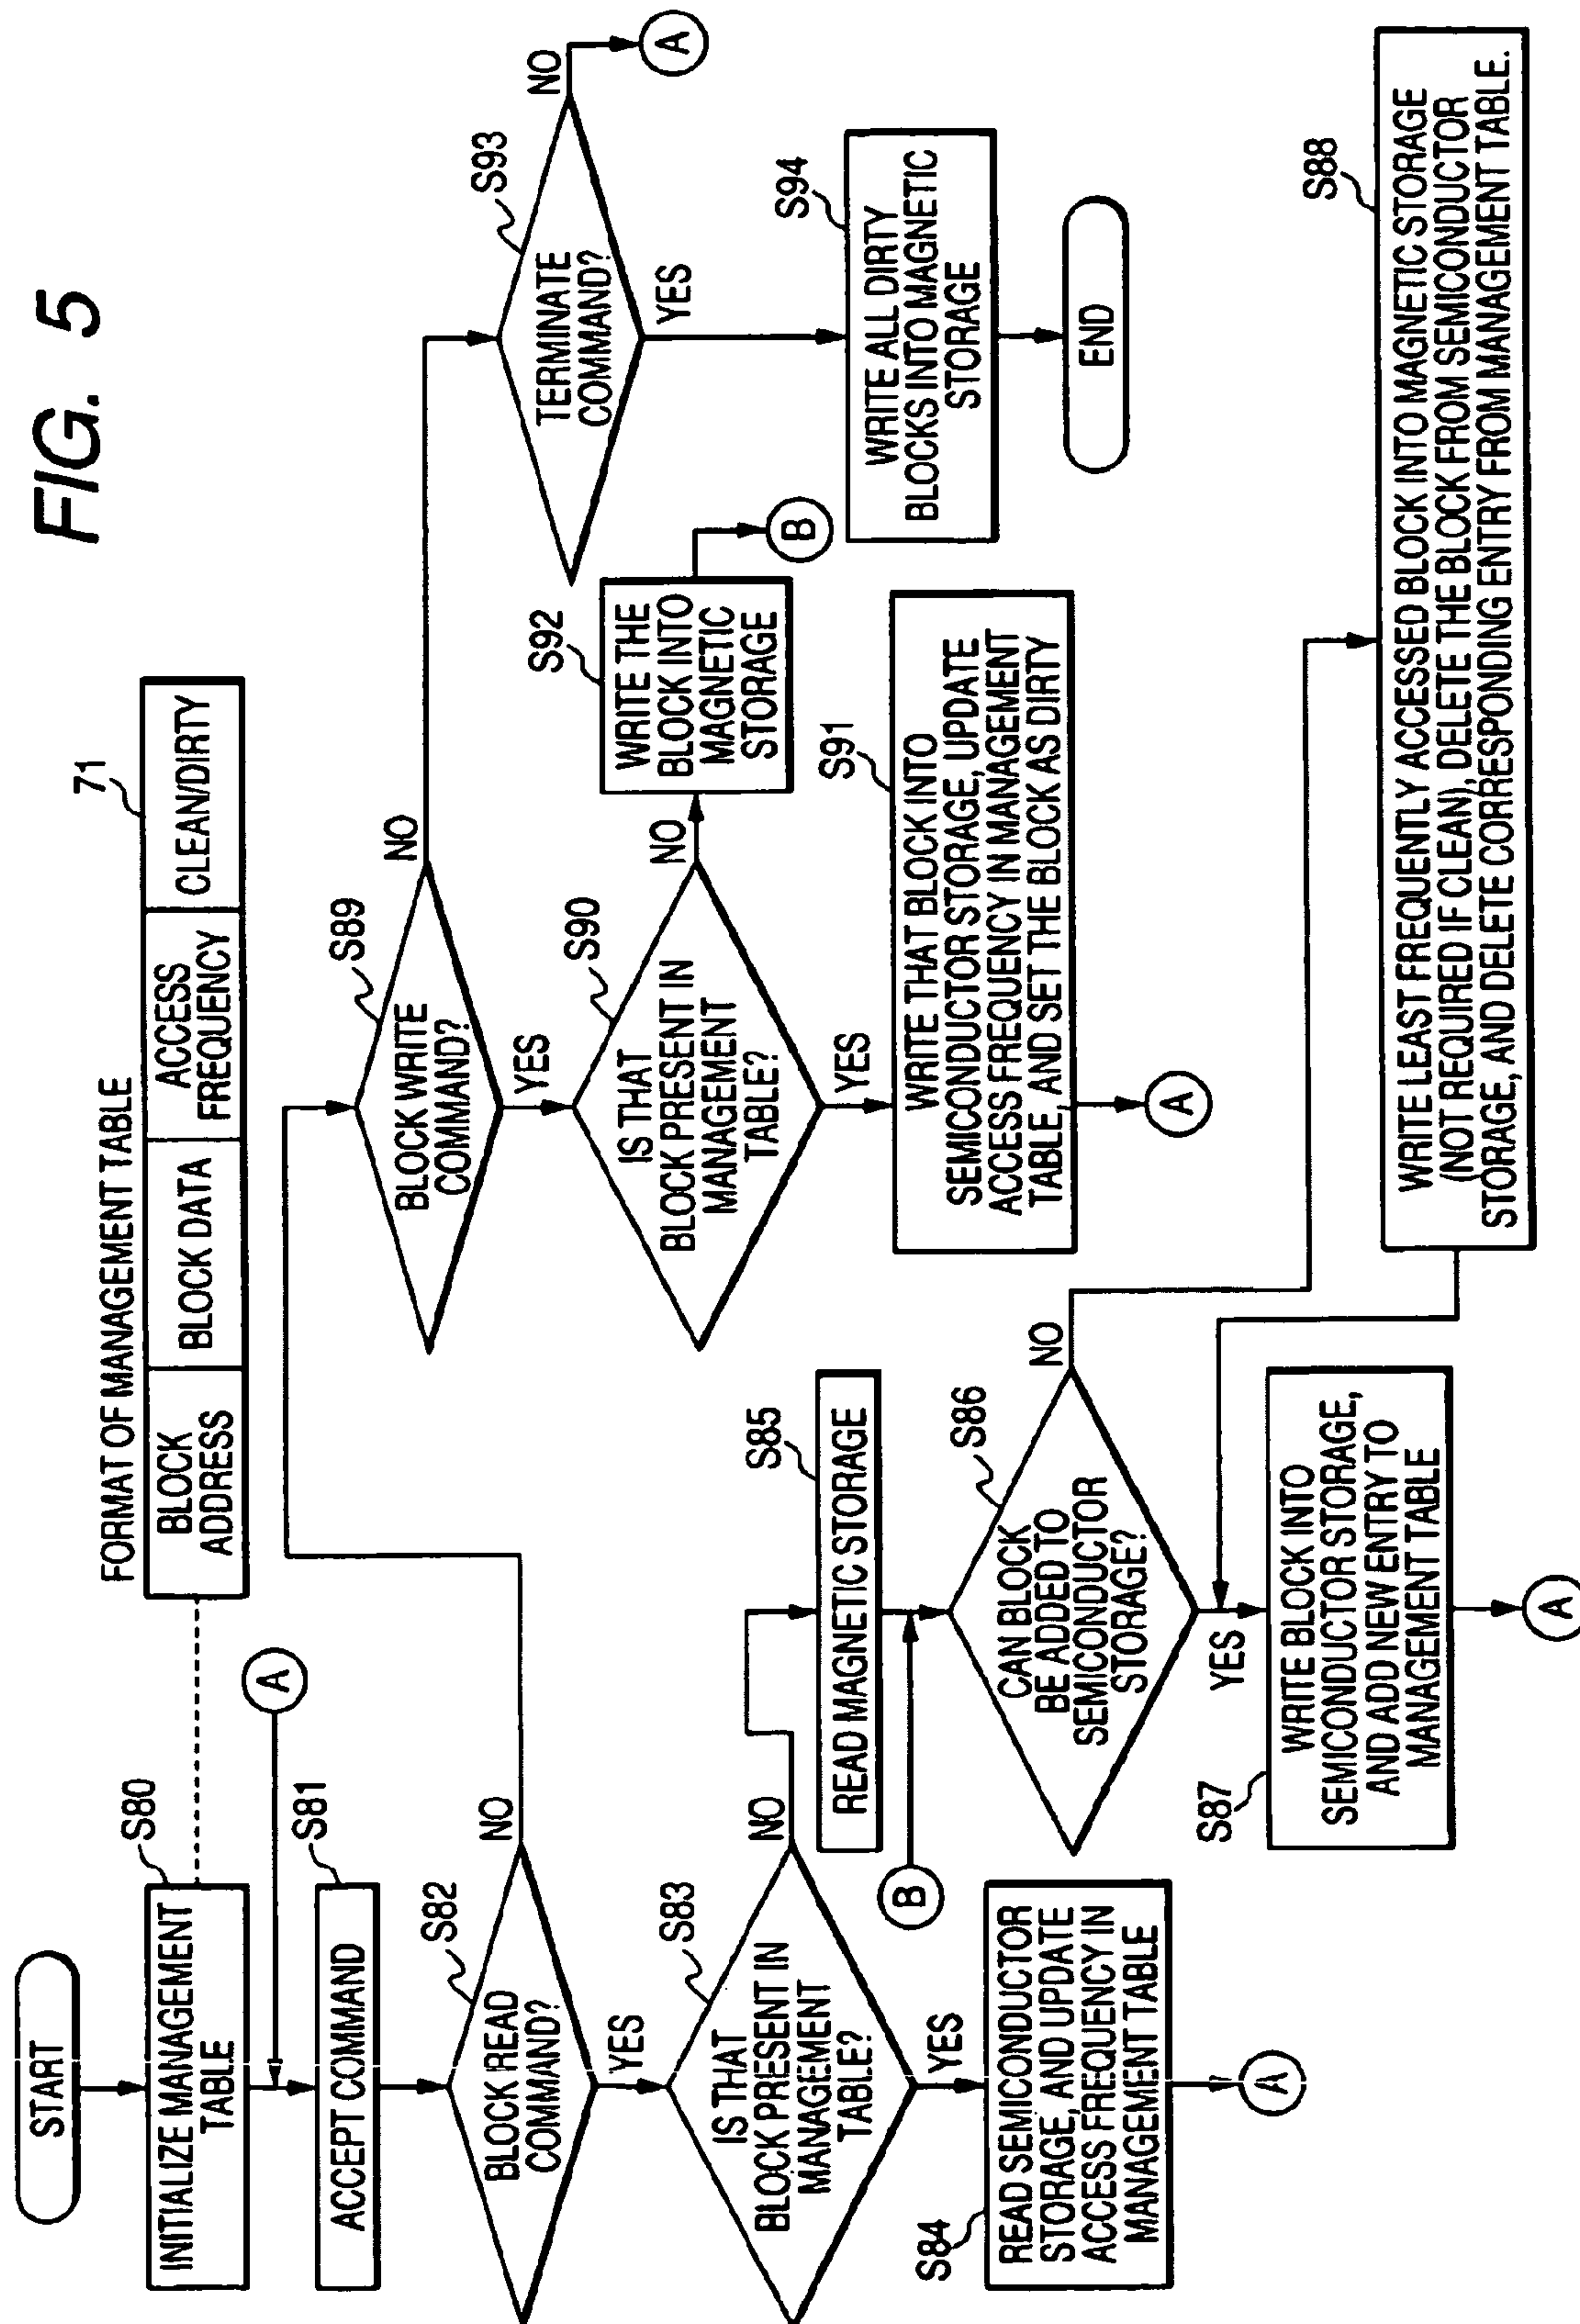 FIG. 5
FORMAT OF MANAGEMENT TABLE
71
BLOCK
ADDRESS
BLOCK DATA
ACCESS
FREQUENCY
CLEAN/DIRTY
START
S80
INITIALIZE MANAGEMENT
TABLE
A
S81
ACCEPT COMMAND
S82
BLOCK READ
COMMAND?
NO
YES
S83
IS THAT
BLOCK PRESENT IN
MANAGEMENT
TABLE?
NO
YES
S84
READ SEMICONDUCTOR
STORAGE, AND UPDATE
ACCESS FREQUENCY IN
MANAGEMENT TABLE
A
S85
READ MAGNETIC STORAGE
B
S86
CAN BLOCK
BE ADDED TO
SEMICONDUCTOR
STORAGE?
NO
YES
S87
WRITE BLOCK INTO
SEMICONDUCTOR STORAGE,
AND ADD NEW ENTRY TO
MANAGEMENT TABLE
A
S88
WRITE LEAST FREQUENTLY ACCESSED BLOCK INTO MAGNETIC STORAGE
(NOT REQUIRED IF CLEAN), DELETE THE BLOCK FROM SEMICONDUCTOR
STORAGE, AND DELETE CORRESPONDING ENTRY FROM MANAGEMENT TABLE.
S89
BLOCK WRITE
COMMAND?
NO
YES
S90
IS THAT
BLOCK PRESENT IN
MANAGEMENT
TABLE?
NO
YES
S91
WRITE THAT BLOCK INTO
SEMICONDUCTOR STORAGE, UPDATE
ACCESS FREQUENCY IN MANAGEMENT
TABLE, AND SET THE BLOCK AS DIRTY
A
S92
WRITE THE
BLOCK INTO
MAGNETIC
STORAGE
B
S93
TERMINATE
COMMAND?
NO
A
YES
S94
WRITE ALL DIRTY
BLOCKS INTO MAGNETIC
STORAGE
END